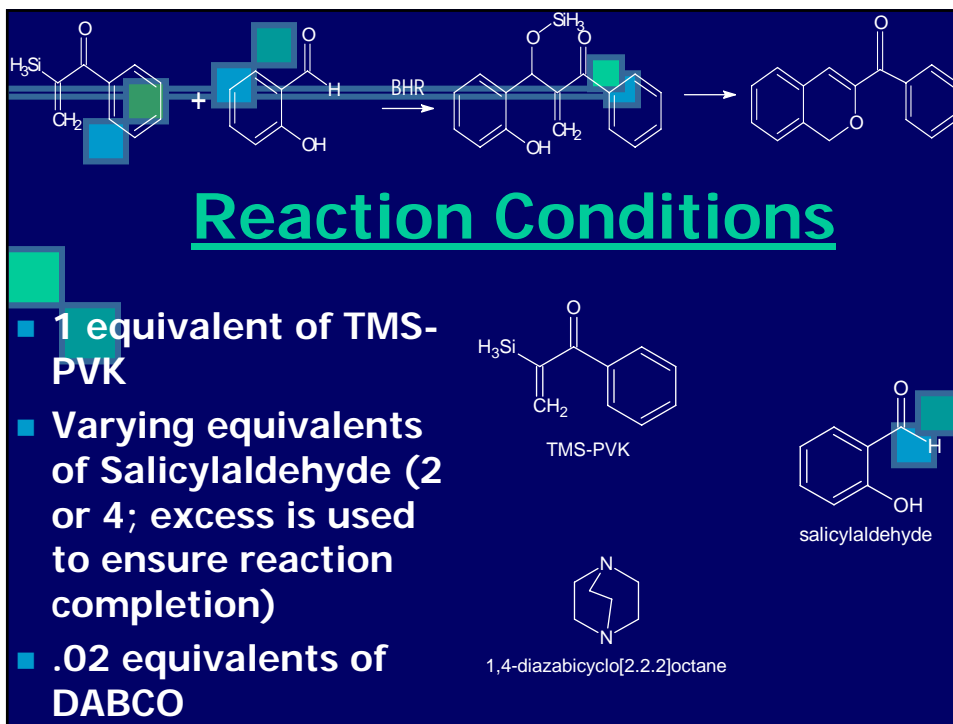 SiH3
O
O
O
O
O
H3Si
H
BHR
+
CH2
CH2
O
OH
OH
Reaction Conditions
1 equivalent of TMS-
PVK
Varying equivalents
of Salicylaldehyde (2
or 4; excess is used
to ensure reaction
completion)
.02 equivalents of
DABCO
O
H3Si
CH2
TMS-PVK
O
H
OH
salicylaldehyde
N
N
1,4-diazabicyclo[2.2.2]octane